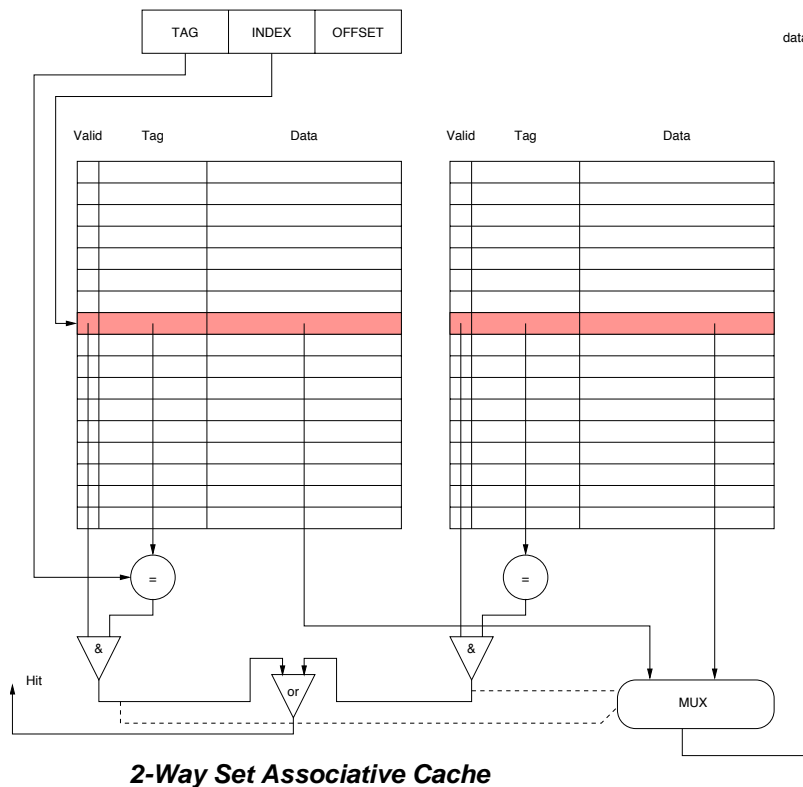 TAG INDEX OFFSET
data
Valid Tag Data Valid Tag Data
= =
& &
Hit
or
MUX
2-Way Set Associative Cache